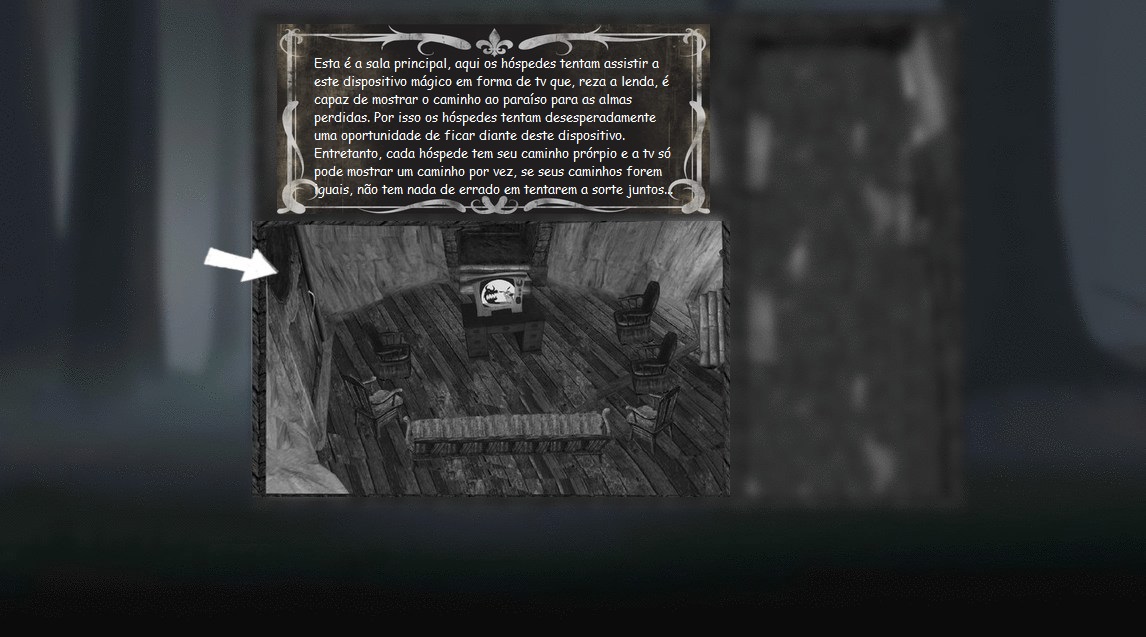 Esta é a sala principal, aqui os hóspedes tentam assistir a
este dispositivo mágico em forma de tv que, reza a lenda, é
capaz de mostrar o caminho ao paraíso para as almas
perdidas. Por isso os hóspedes tentam desesperadamente
uma oportunidade de ficar diante deste dispositivo.
Entretanto, cada hóspede tem seu caminho prórpio e a tv só
pode mostrar um caminho por vez, se seus caminhos forem
iguais, não tem nada de errado em tentarem a sorte juntos...